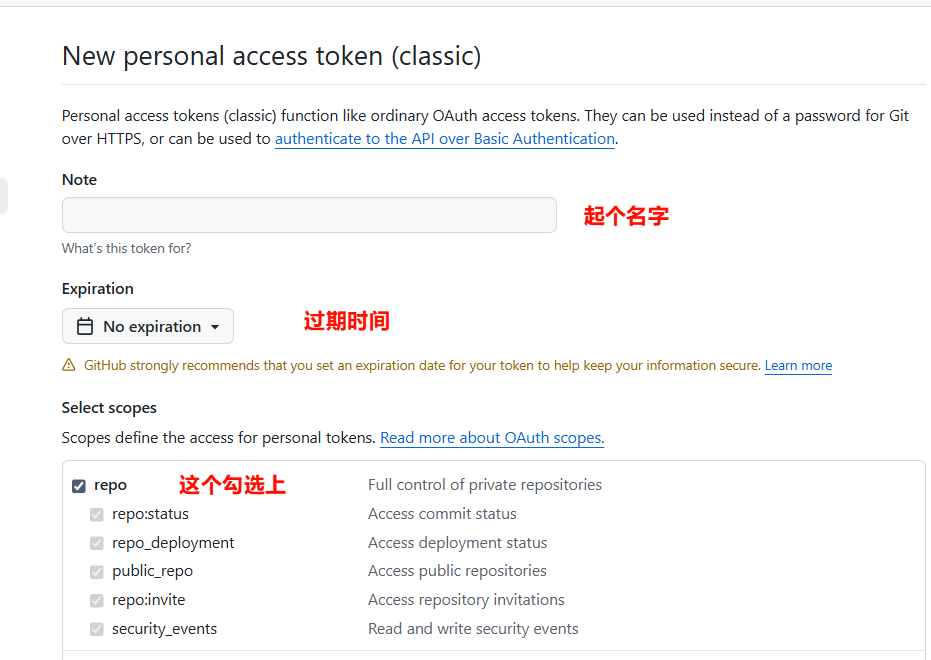 New personal access token (classic)
Personal access tokens (classic) function like ordinary OAuth access tokens. They can be used instead of a password for Git
over HTTPS, or can be used to authenticate to the API over Basic Authentication.
Note
起个名字
What's this token for?
Expiration
No expiration
过期时间
GitHub strongly recommends that you set an expiration date for your token to help keep your information secure. Learn more
Select scopes
Scopes define the access for personal tokens. Read more about OAuth scopes.
repo 这个勾选上 Full control of private repositories
repo:status Access commit status
repo_deployment Access deployment status
public_repo Access public repositories
repo:invite Access repository invitations
security_events Read and write security events